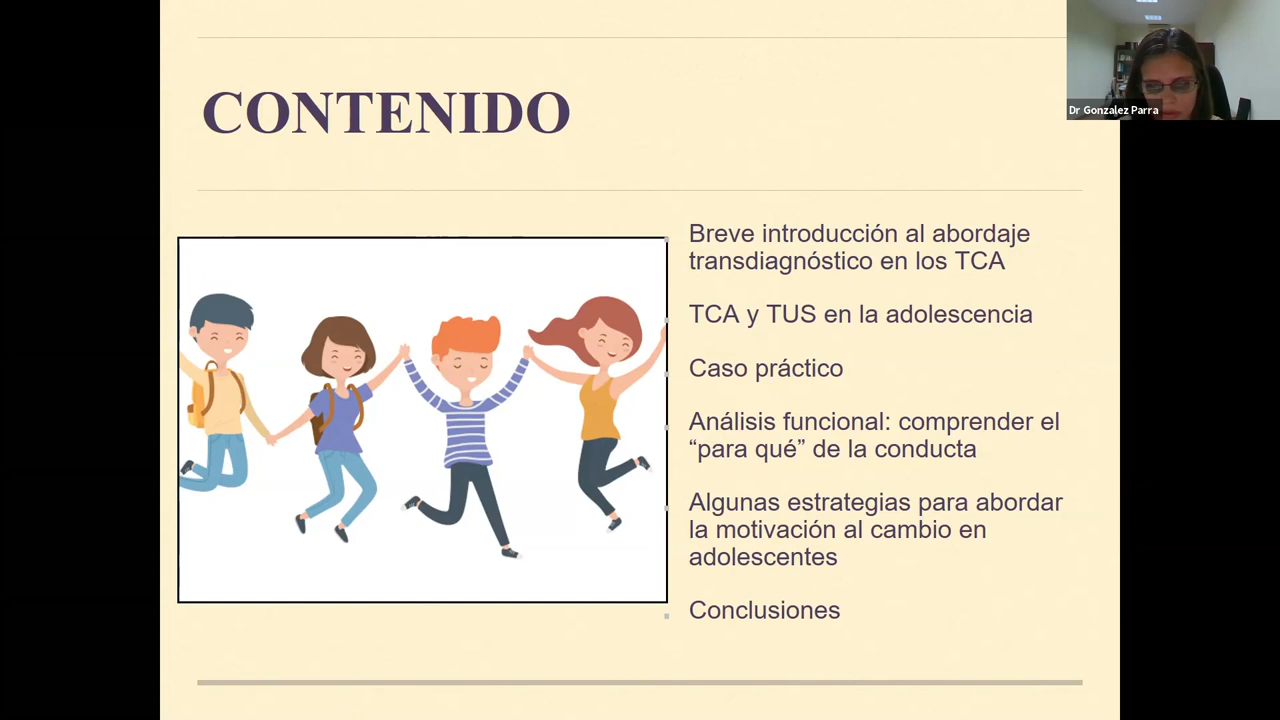 CONTENIDO
Dr Gonzalez Parra
Breve introducción al abordaje
transdiagnóstico en los TCA
TCA y TUS en la adolescencia
Caso práctico
Análisis funcional: comprender el
“para qué” de la conducta
Algunas estrategias para abordar
la motivación al cambio en
adolescentes
Conclusiones